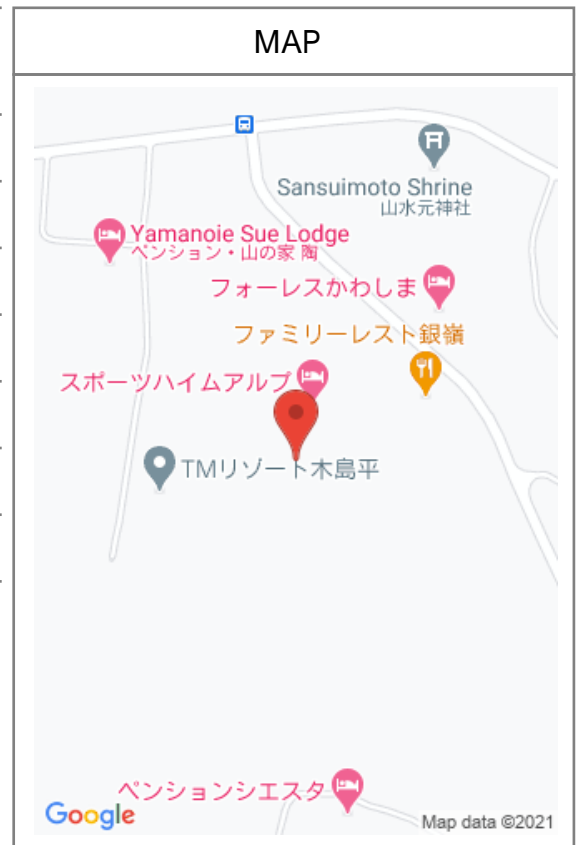 MAP
Sansuimoto Shrine
山水元神社
Yamanoie Sue Lodge
ペンション・山の家 陶
フォーレスかわしま
ファミリーレスト銀嶺
スポーツハイムアルプ
TMリゾート木島平
ペンションシエスタ
Google
Map data ©2021